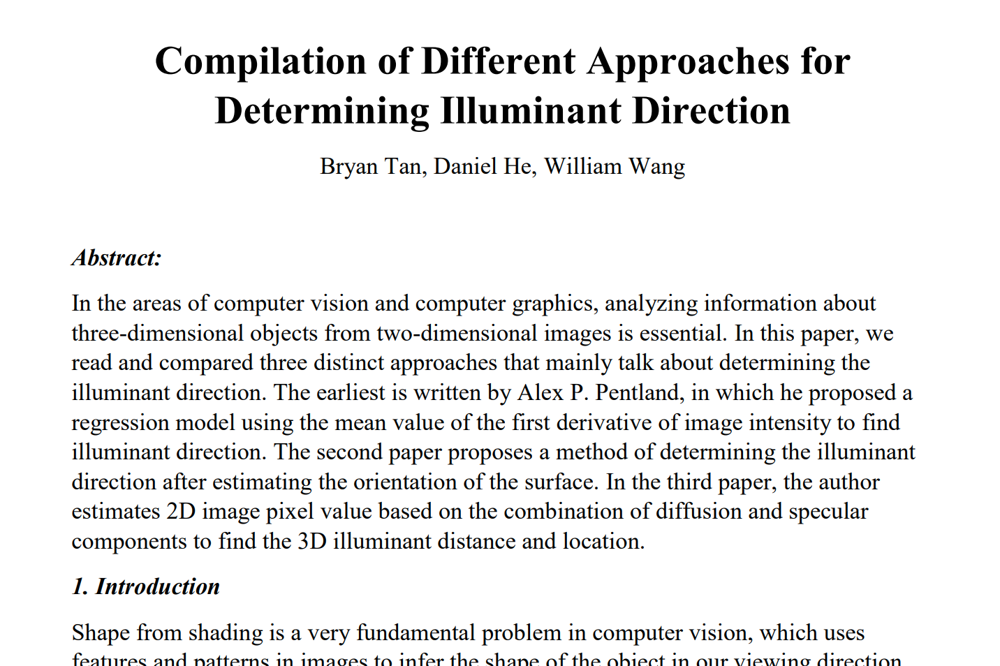 Compilation of Different Approaches for
Determining Illuminant Direction
Bryan Tan, Daniel He, William Wang
Abstract:
In the areas of computer vision and computer graphics, analyzing information about
three-dimensional objects from two-dimensional images is essential. In this paper, we
read and compared three distinct approaches that mainly talk about determining the
illuminant direction. The earliest is written by Alex P. Pentland, in which he proposed a
regression model using the mean value of the first derivative of image intensity to find
illuminant direction. The second paper proposes a method of determining the illuminant
direction after estimating the orientation of the surface. In the third paper, the author
estimates 2D image pixel value based on the combination of diffusion and specular
components to find the 3D illuminant distance and location.
1. Introduction
Shape from shading is a very fundamental problem in computer vision, which uses
features and patterns in images to infer the shape of the object in our viewing direction